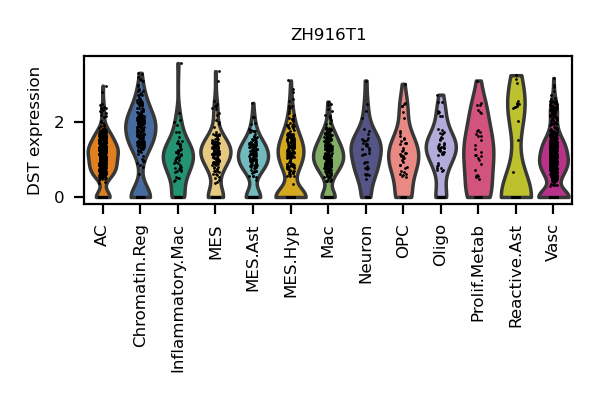 ZH916T1
DST expression
2
0
AC
Chromatin.Reg
Inflammatory.Mac
MES
MES.Ast
MES.Hyp
Mac
Neuron
OPC
Oligo
Prolif.Metab
Reactive.Ast
Vasc